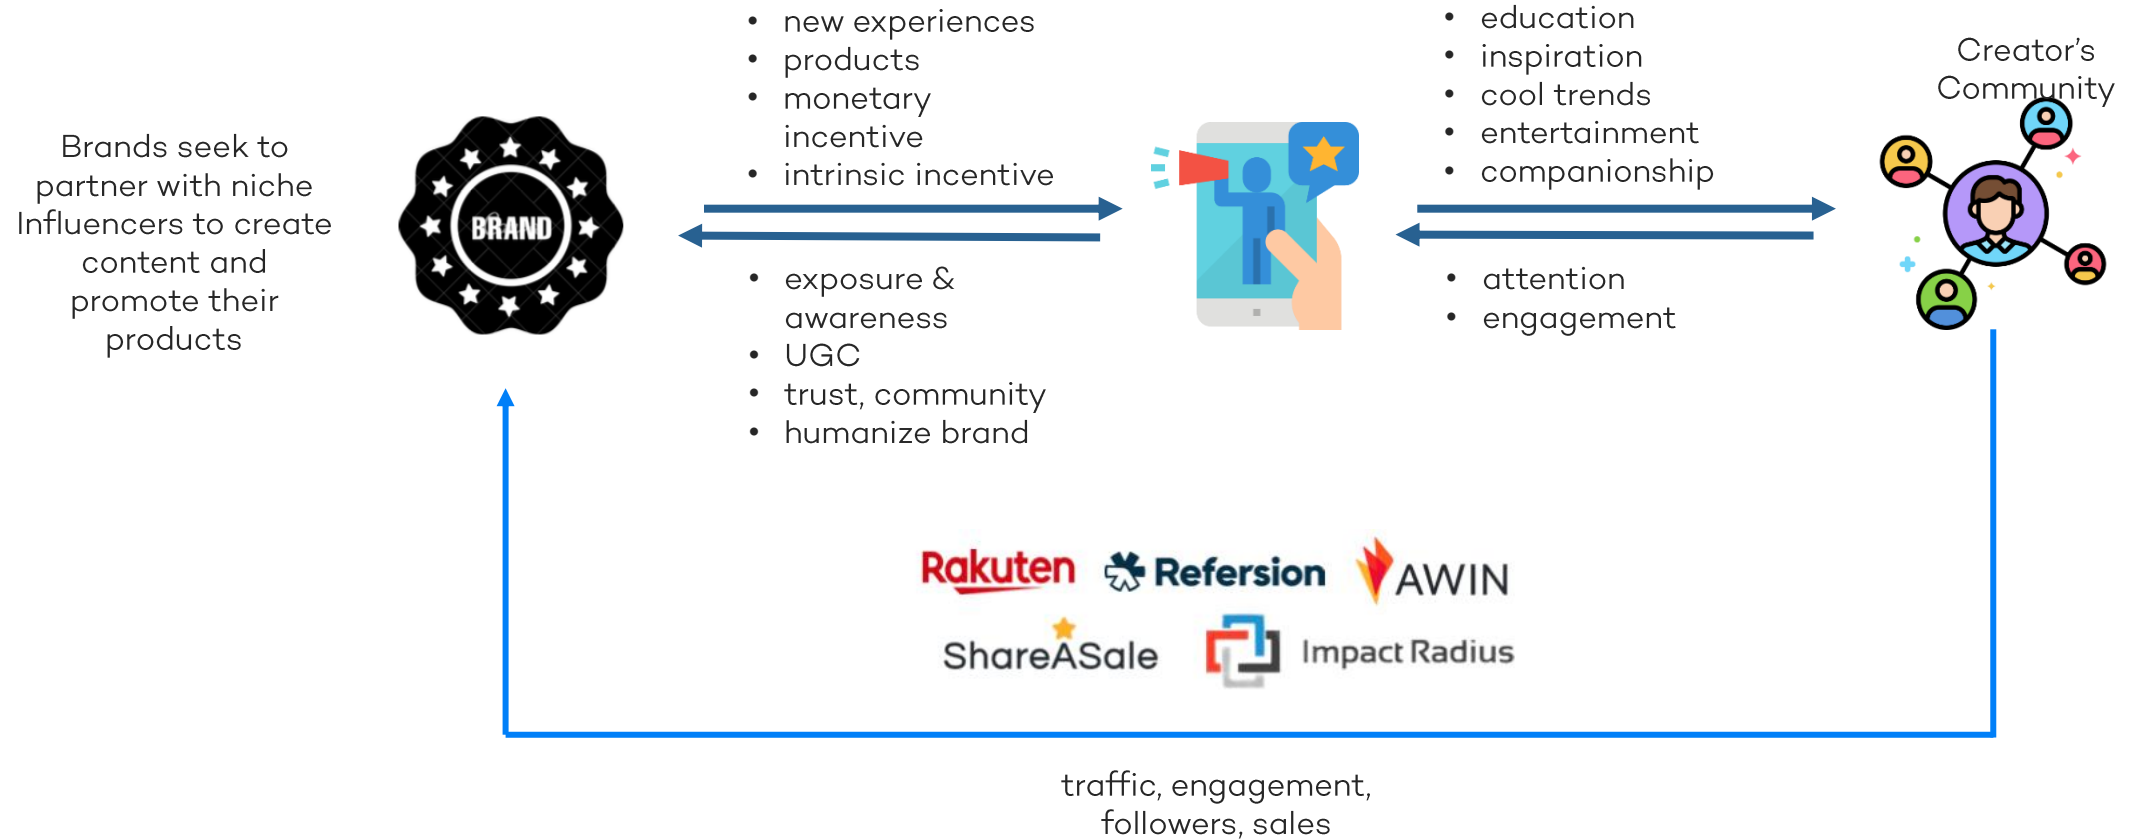 Brands seek to
partner with niche
Influencers to create
content and
promote their
products
BRAND
• new experiences
• products
• monetary
incentive
• intrinsic incentive
• exposure &
awareness
• UGC
• trust, community
• humanize brand
• education
• inspiration
• cool trends
• entertainment
• companionship
• attention
• engagement
Creator's
Community
Rakuten
Refersion
AWIN
ShareASale
Impact Radius
traffic, engagement,
followers, sales